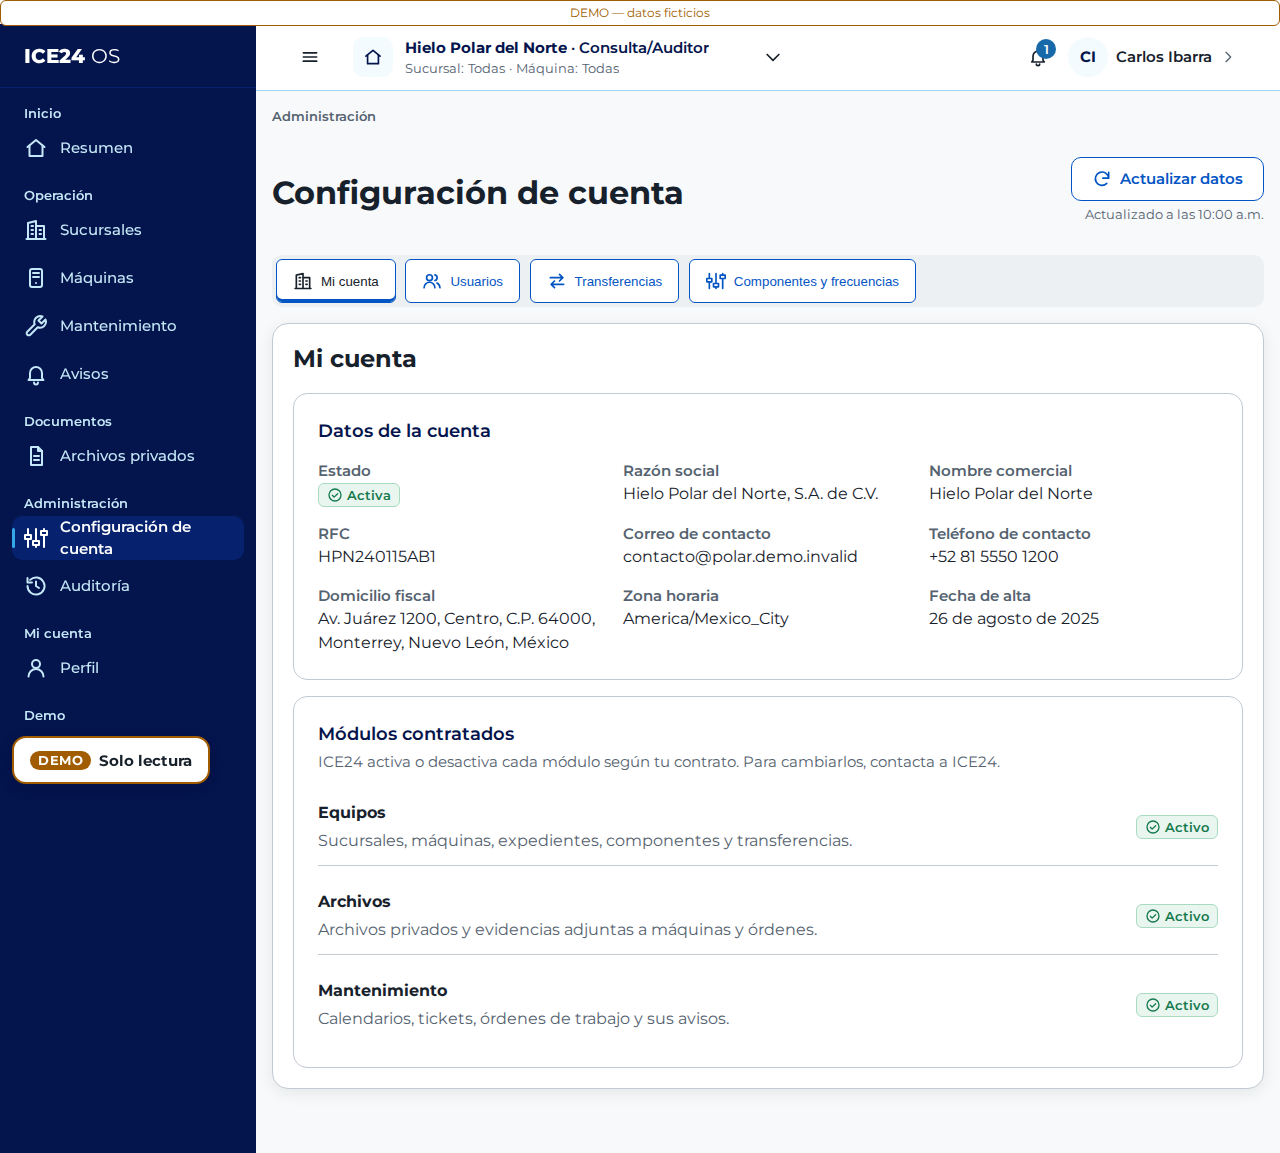 DEMO — datos ficticios
ICE24 OS
Inicio
Resumen
Operación
Sucursales
Máquinas
Mantenimiento
Avisos
Documentos
Archivos privados
Administración
Configuración de
cuenta
Auditoría
Mi cuenta
Perfil
Demo
DEMO Solo lectura
Hielo Polar del Norte · Consulta/Auditor
Sucursal: Todas · Máquina: Todas
1
CI Carlos Ibarra
Administración
Configuración de cuenta
Actualizar datos
Actualizado a las 10:00 a.m.
Mi cuenta Usuarios Transferencias Componentes y frecuencias
Mi cuenta
Datos de la cuenta
Estado
Activa
Razón social
Hielo Polar del Norte, S.A. de C.V.
Nombre comercial
Hielo Polar del Norte
RFC
HPN240115AB1
Correo de contacto
contacto@polar.demo.invalid
Teléfono de contacto
+52 81 5550 1200
Domicilio fiscal
Av. Juárez 1200, Centro, C.P. 64000,
Monterrey, Nuevo León, México
Zona horaria
America/Mexico_City
Fecha de alta
26 de agosto de 2025
Módulos contratados
ICE24 activa o desactiva cada módulo según tu contrato. Para cambiarlos, contacta a ICE24.
Equipos
Sucursales, máquinas, expedientes, componentes y transferencias.
Activo
Archivos
Archivos privados y evidencias adjuntas a máquinas y órdenes.
Activo
Mantenimiento
Calendarios, tickets, órdenes de trabajo y sus avisos.
Activo